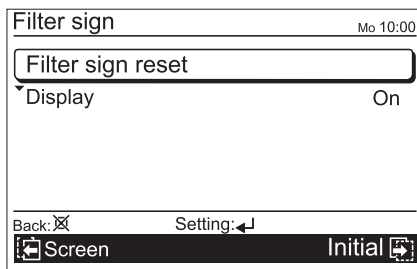 Filter sign Mo 10:00
Filter sign reset
Display On
Back: Setting:
Screen Initial